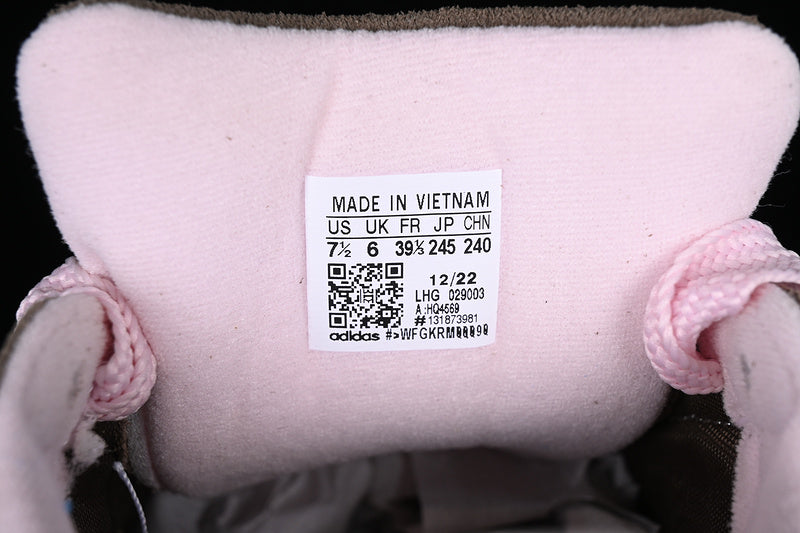 MADE IN VIETNAM
US UK FR JP CHN
7½ 6 39⅓ 245 240
12/22
LHG 029003
A:HQ4569
#131873981
adidas